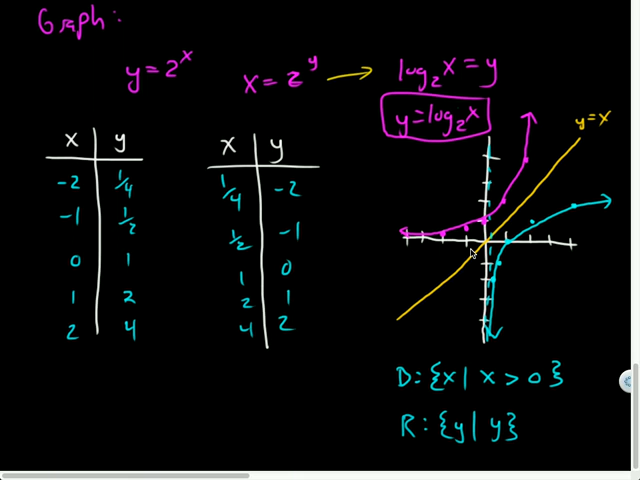 Graph:
y=2^x
x=2^y
log₂x=y
y=log₂x
y=x
x y
-2 1/4
-1 1/2
0 1
1 2
2 4
x y
1/4 -2
1/2 -1
1 0
2 1
4 2
D:{x| x>0}
R:{y| y}